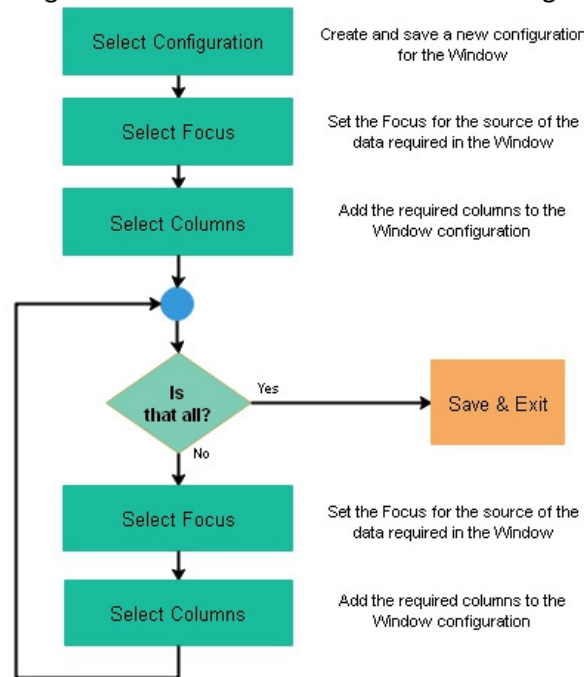 Select Configuration
Create and save a new configuration
for the Window
Select Focus
Set the Focus for the source of the
data required in the Window
Select Columns
Add the required columns to the
Window configuration
Is
that all?
Yes
Save & Exit
No
Select Focus
Set the Focus for the source of the
data required in the Window
Select Columns
Add the required columns to the
Window configuration